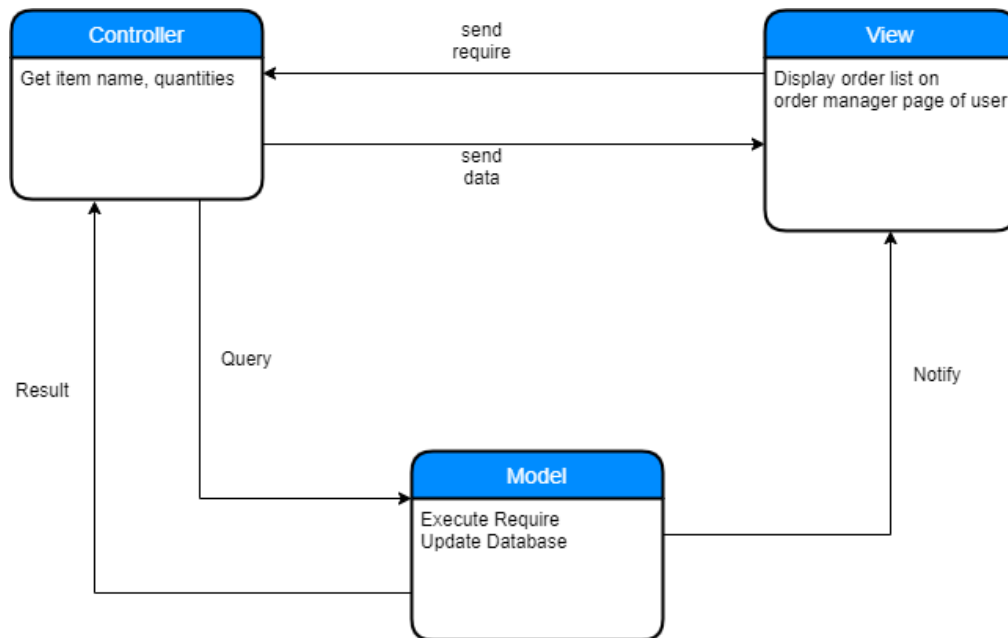 Controller
Get item name, quantities
send
require
View
Display order list on
order manager page of user
send
data
Query
Result
Notify
Model
Execute Require
Update Database